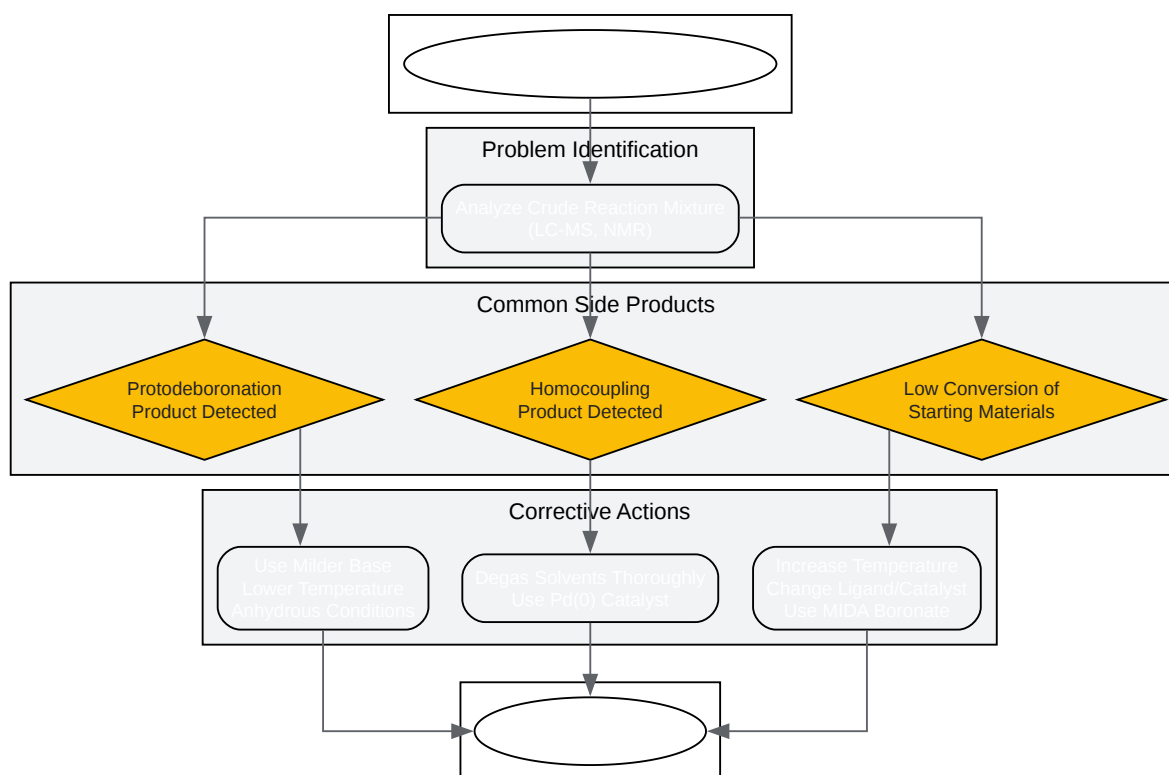 Problem Identification
Analyze Crude Reaction Mixture
(LC-MS, NMR)
Common Side Products
Protodeboronation
Product Detected
Homocoupling
Product Detected
Low Conversion of
Starting Materials
Corrective Actions
Use Milder Base
Lower Temperature
Anhydrous Conditions
Degas Solvents Thoroughly
Use Pd(0) Catalyst
Increase Temperature
Change Ligand/Catalyst
Use MIDA Boronate